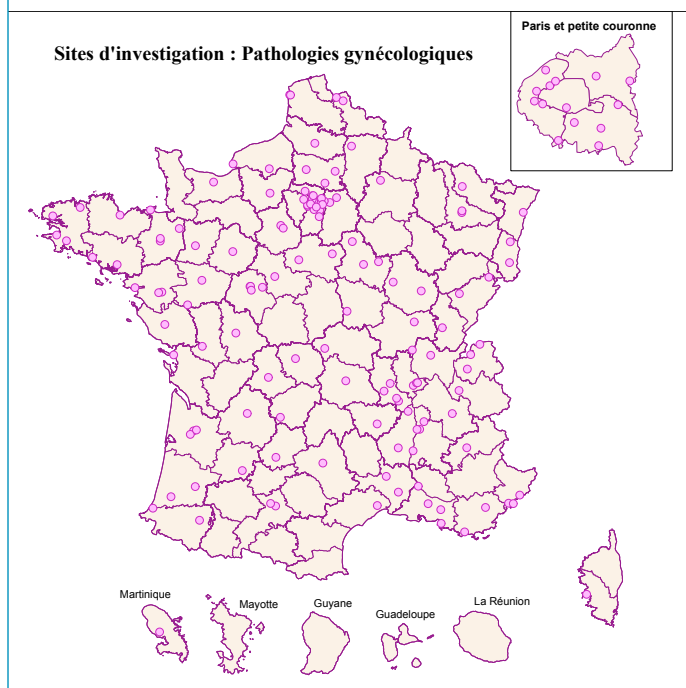 Paris et petite couronne
Sites d'investigation : Pathologies gynécologiques
Martinique
Mayotte
Guyane
Guadeloupe
La Réunion